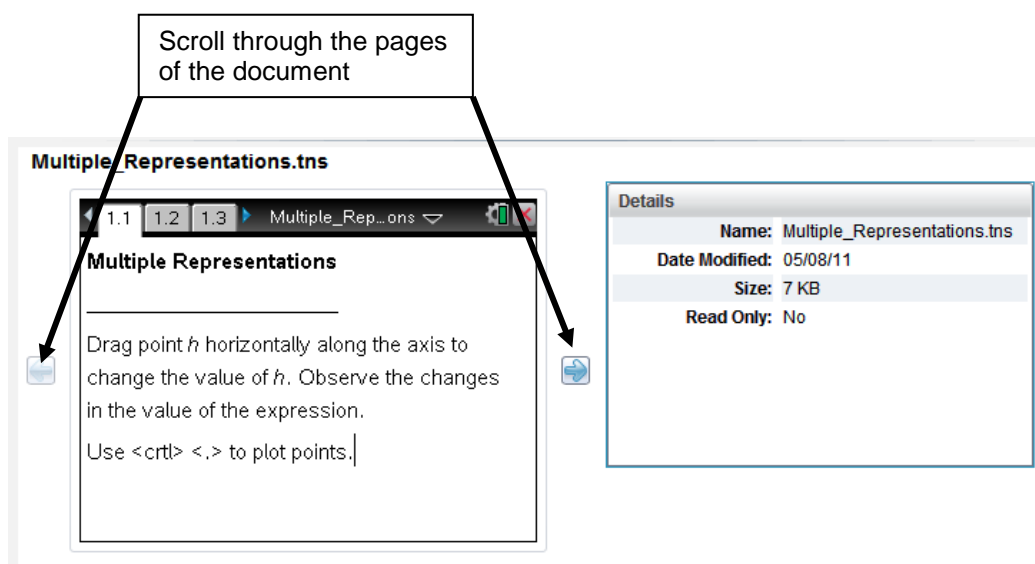 Scroll through the pages
of the document
Multiple_Representations.tns
1.1 1.2 1.3 Multiple_Rep…ons
Multiple Representations
Drag point h horizontally along the axis to
change the value of h. Observe the changes
in the value of the expression.
Use <crtl> <.> to plot points.
Details
Name: Multiple_Representations.tns
Date Modified: 05/08/11
Size: 7 KB
Read Only: No